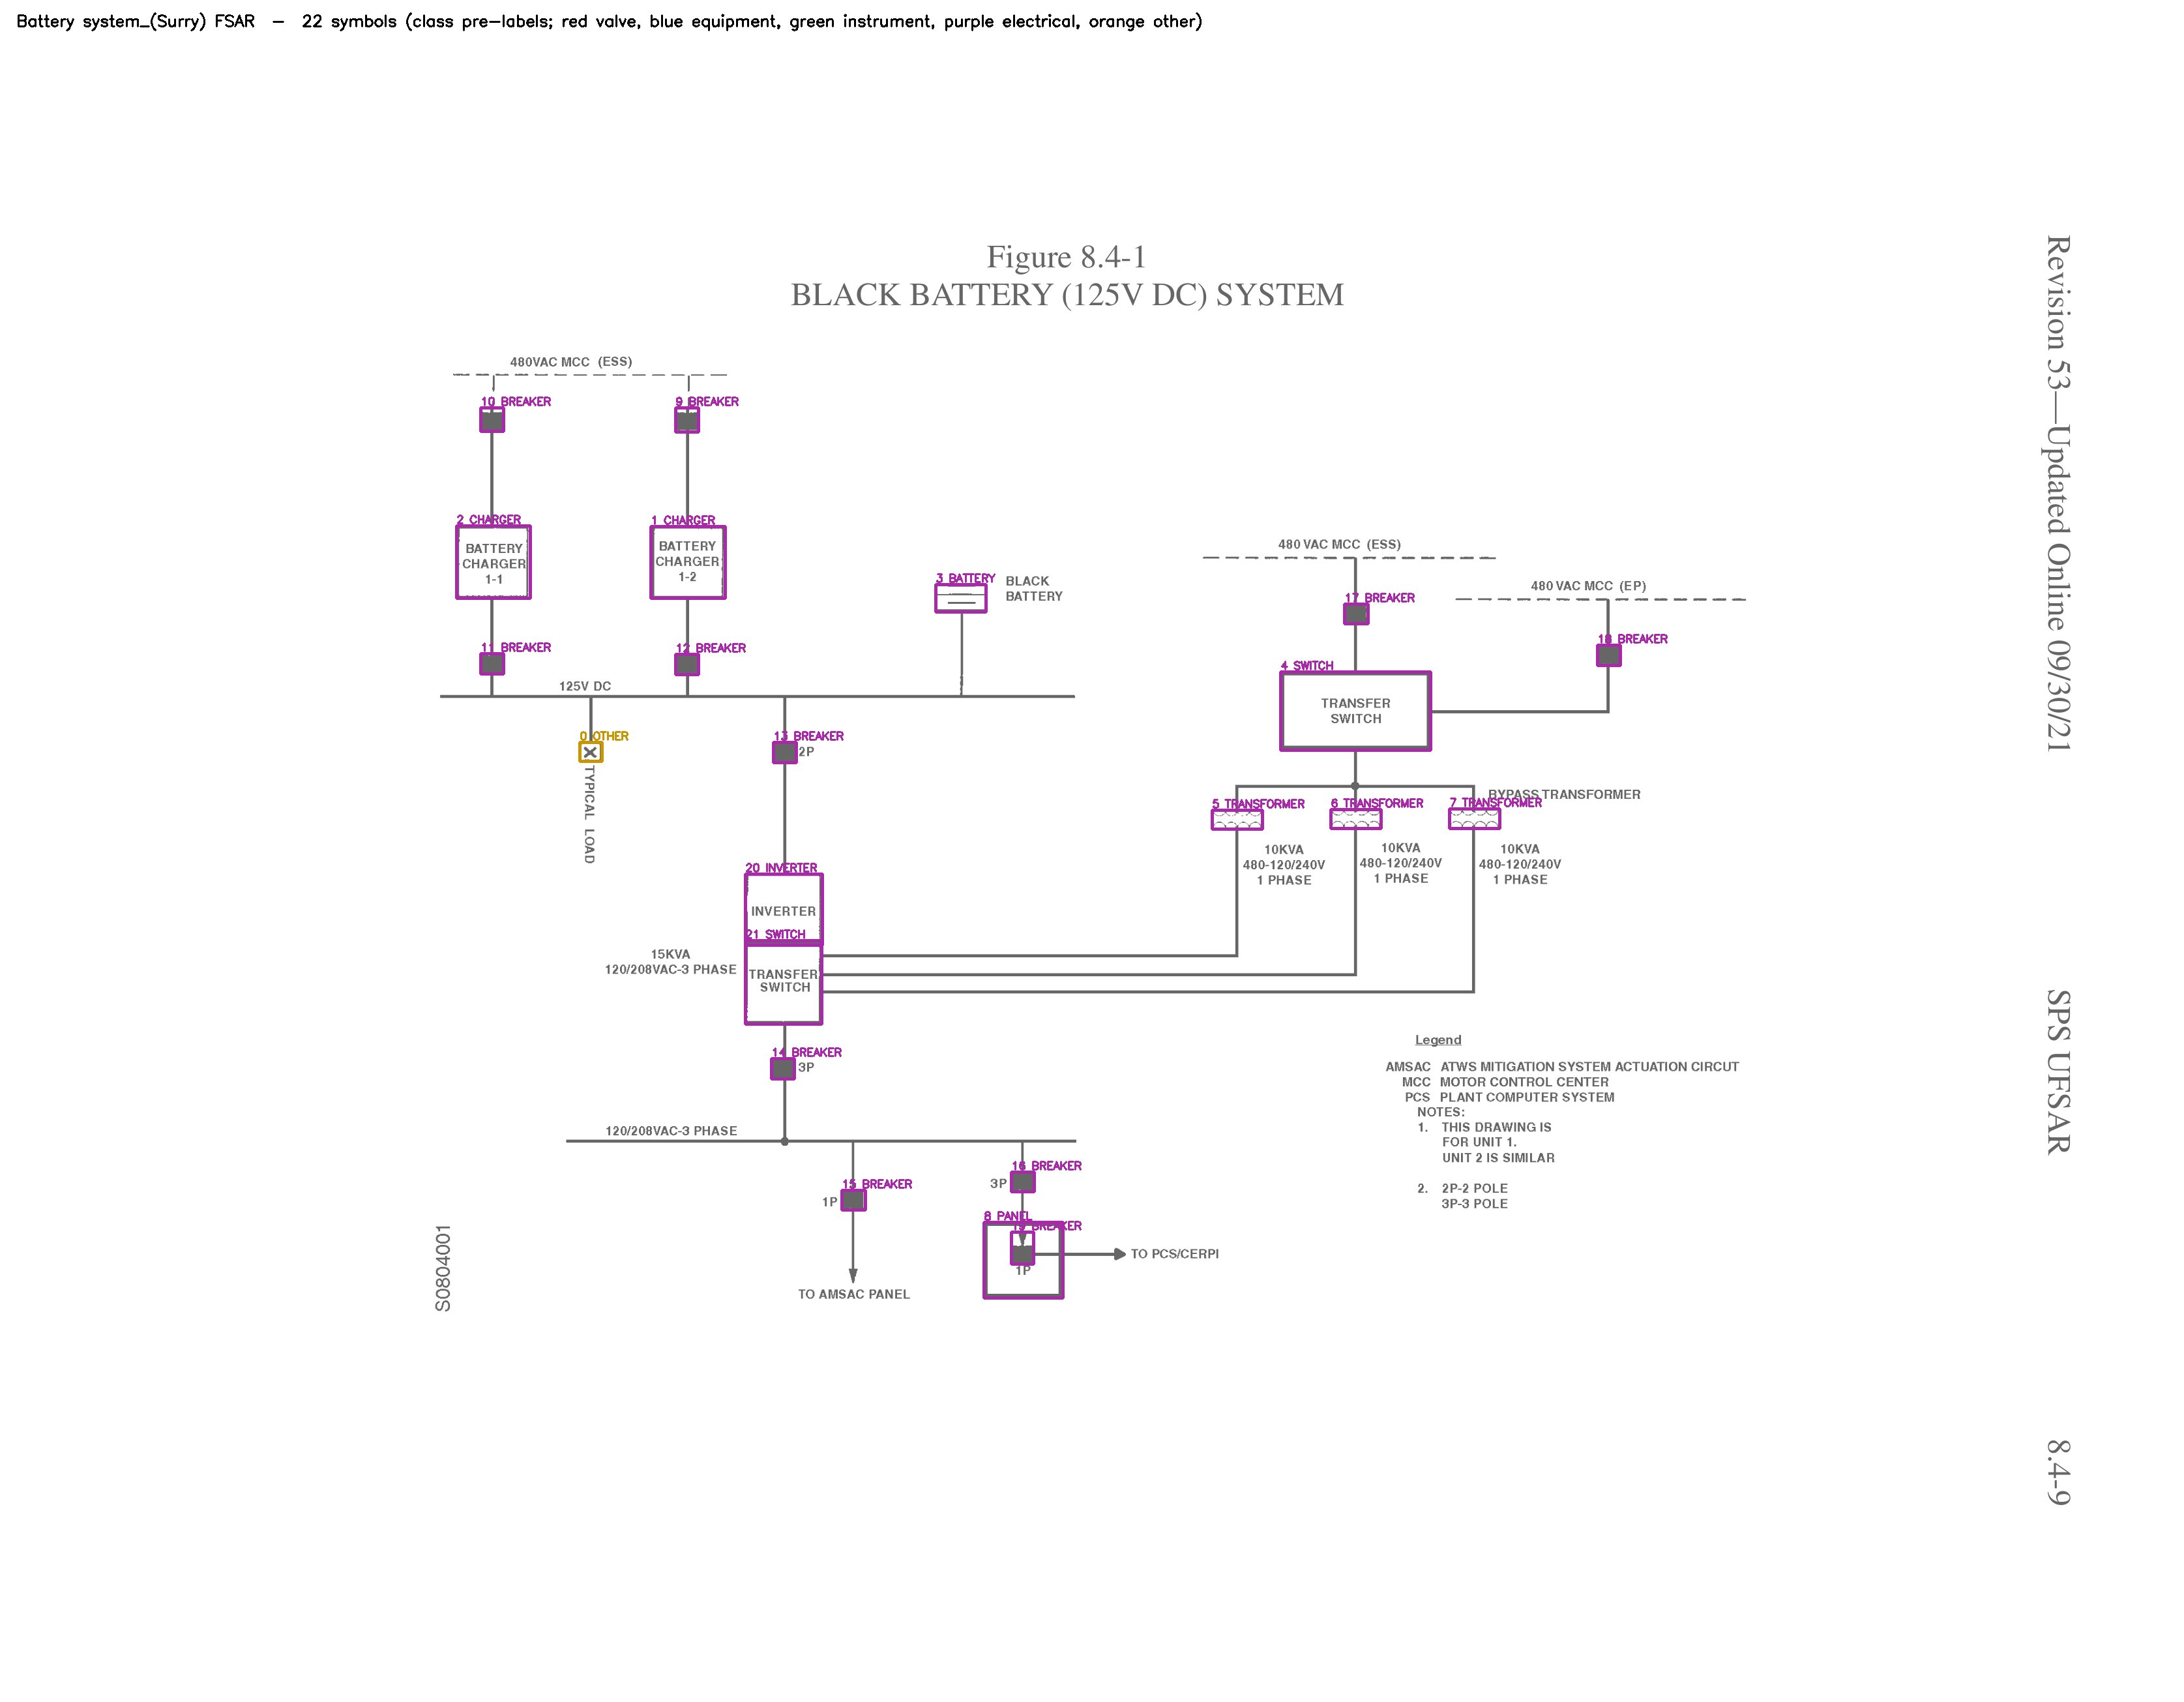 Battery system_(Surry) FSAR – 22 symbols (class pre-labels; red valve, blue equipment, green instrument, purple electrical, orange other)
Figure 8.4-1
BLACK BATTERY (125V DC) SYSTEM
480VAC MCC (ESS)
10 BREAKER
9 BREAKER
2 CHARGER
BATTERY
CHARGER
1-1
1 CHARGER
BATTERY
CHARGER
1-2
3 BATTERY
BLACK
BATTERY
11 BREAKER
12 BREAKER
125V DC
0 OTHER
TYPICAL LOAD
13 BREAKER
2P
480 VAC MCC (ESS)
480 VAC MCC (EP)
17 BREAKER
18 BREAKER
4 SWITCH
TRANSFER
SWITCH
BYPASS TRANSFORMER
5 TRANSFORMER
6 TRANSFORMER
7 TRANSFORMER
10KVA
480-120/240V
1 PHASE
10KVA
480-120/240V
1 PHASE
10KVA
480-120/240V
1 PHASE
20 INVERTER
INVERTER
21 SWITCH
TRANSFER
SWITCH
15KVA
120/208VAC-3 PHASE
14 BREAKER
3P
120/208VAC-3 PHASE
15 BREAKER
1P
TO AMSAC PANEL
16 BREAKER
3P
8 PANEL
19 BREAKER
1P
TO PCS/CERPI
Legend
AMSAC ATWS MITIGATION SYSTEM ACTUATION CIRCUT
MCC MOTOR CONTROL CENTER
PCS PLANT COMPUTER SYSTEM
NOTES:
1. THIS DRAWING IS
FOR UNIT 1.
UNIT 2 IS SIMILAR
2. 2P-2 POLE
3P-3 POLE
S0804001
Revision 53—Updated Online 09/30/21
SPS UFSAR
8.4-9